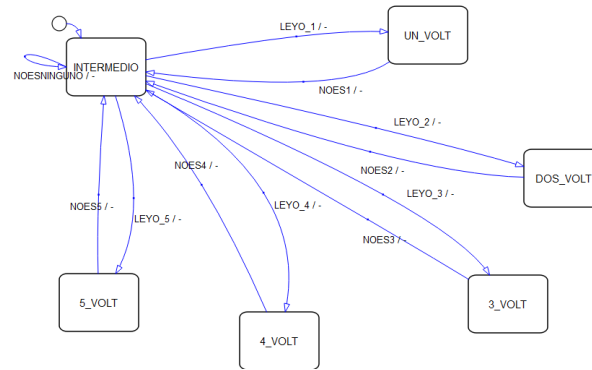 LEYO_1 / -
UN_VOLT
INTERMEDIO
NOESNINGUNO / -
NOES1 / -
LEYO_2 / -
NOES4 / -
NOES2 / -
DOS_VOLT
NOES5 / -
LEYO_3 / -
LEYO_4 / -
LEYO_5 / -
NOES3 / -
5_VOLT
3_VOLT
4_VOLT